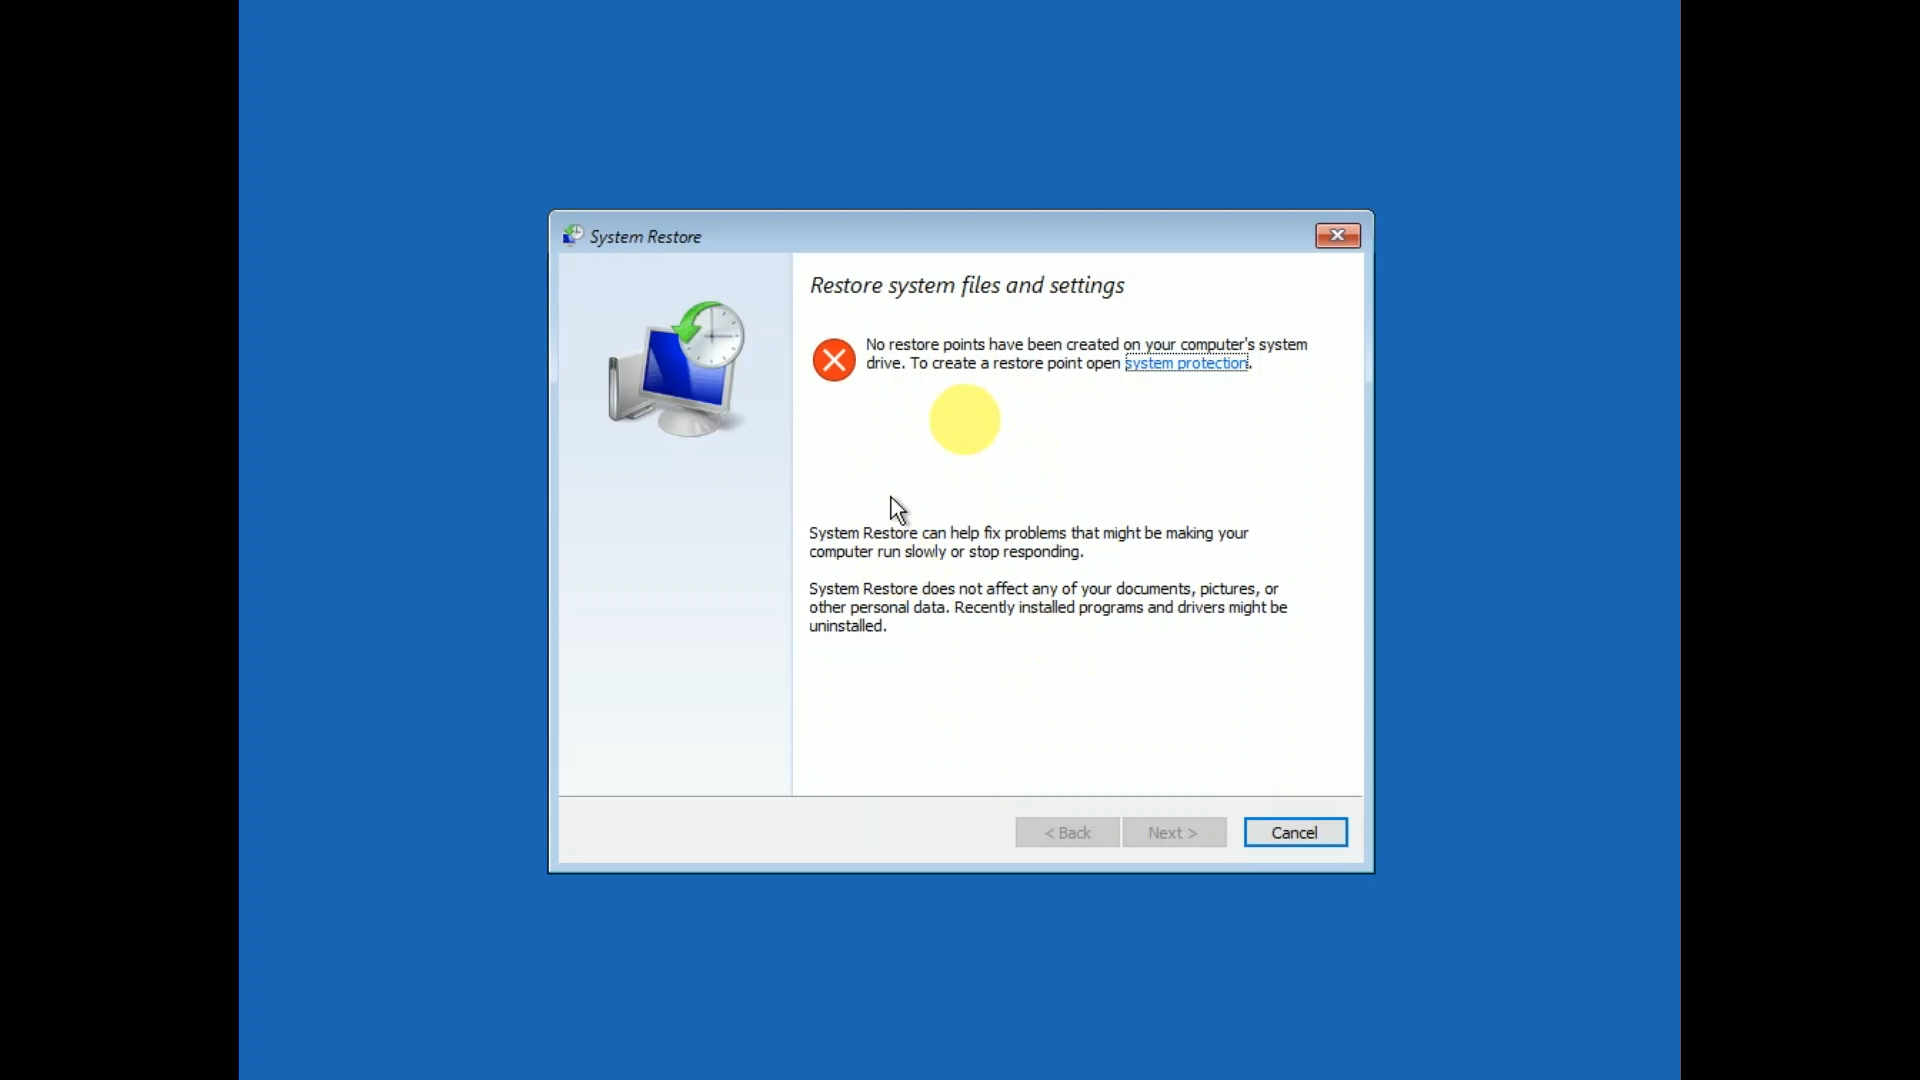 System Restore
Restore system files and settings
No restore points have been created on your computer's system
drive. To create a restore point open system protection.
System Restore can help fix problems that might be making your
computer run slowly or stop responding.
System Restore does not affect any of your documents, pictures, or
other personal data. Recently installed programs and drivers might be
uninstalled.
< Back
Next >
Cancel